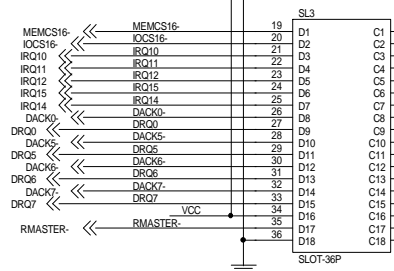 SL3
MEMCS16- MEMCS16- 19 D1 C1
IOCS16- IOCS16- 20 D2 C2
IRQ10 IRQ10 21 D3 C3
IRQ11 IRQ11 22 D4 C4
IRQ12 IRQ12 23 D5 C5
IRQ15 IRQ15 24 D6 C6
IRQ14 IRQ14 25 D7 C7
DACK0- DACK0- 26 D8 C8
DRQ0 DRQ0 27 D9 C9
DACK5- DACK5- 28 D10 C10
DRQ5 DRQ5 29 D11 C11
DACK6- DACK6- 30 D12 C12
DRQ6 DRQ6 31 D13 C13
DACK7- DACK7- 32 D14 C14
DRQ7 DRQ7 33 D15 C15
VCC 34 D16 C16
RMASTER- RMASTER- 35 D17 C17
36 D18 C18
SLOT-36P